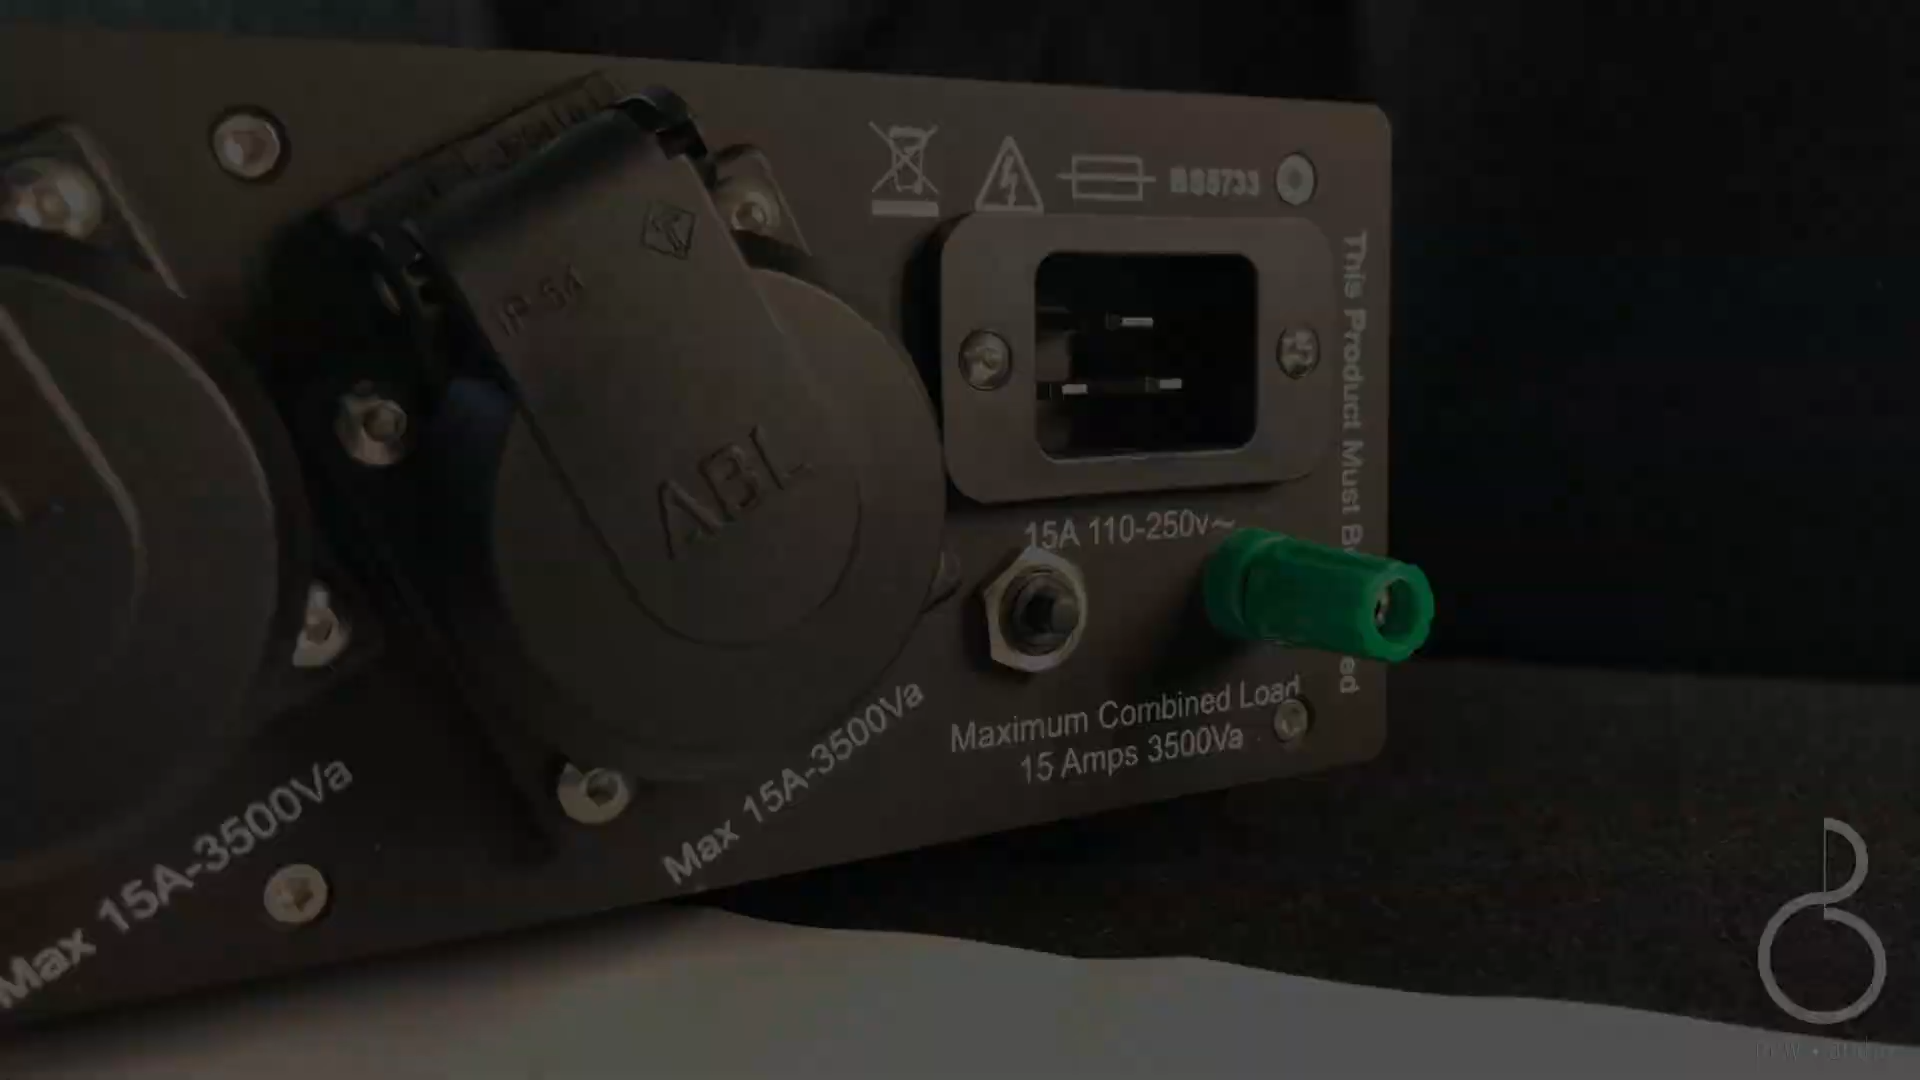 BS5733
IP 54
ABL
15A 110-250v~
Maximum Combined Load
15 Amps 3500Va
Max 15A-3500Va
Max 15A-3500Va
This Product Must